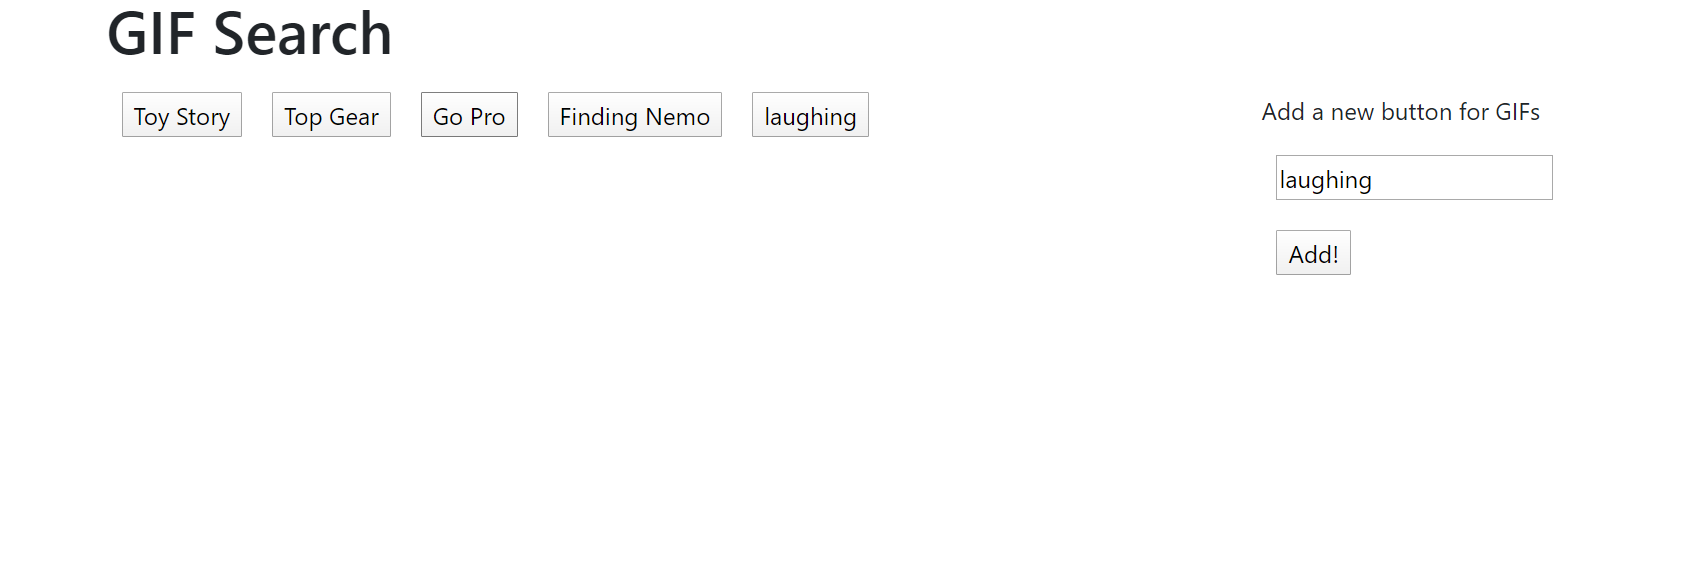 GIF Search
Toy Story Top Gear Go Pro Finding Nemo laughing
Add a new button for GIFs
laughing
Add!